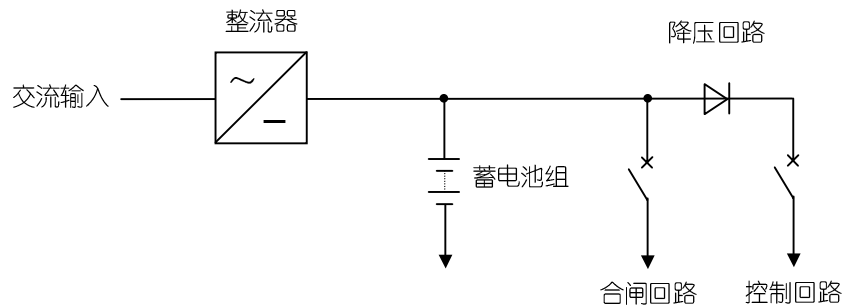 整流器
降压回路
交流输入
蓄电池组
合闸回路
控制回路